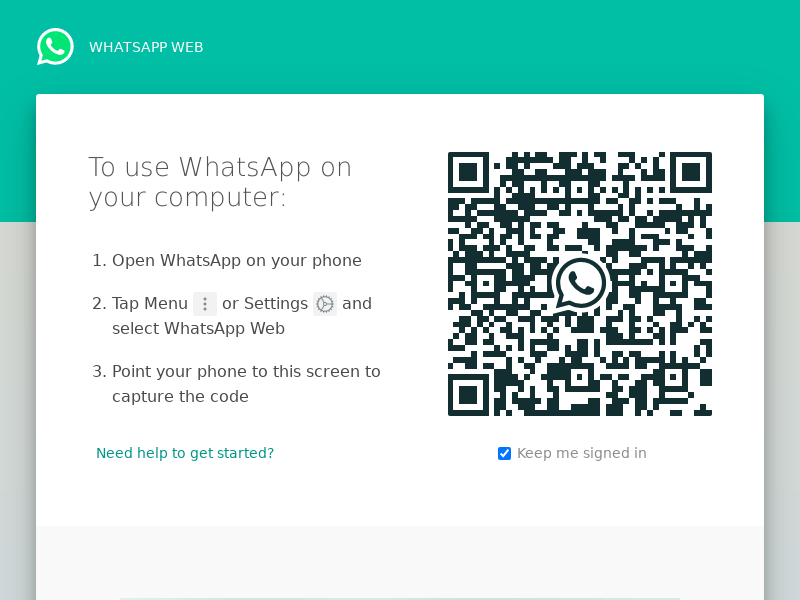 WHATSAPP WEB
To use WhatsApp on
your computer:
1. Open WhatsApp on your phone
2. Tap Menu or Settings and
select WhatsApp Web
3. Point your phone to this screen to
capture the code
Need help to get started?
Keep me signed in